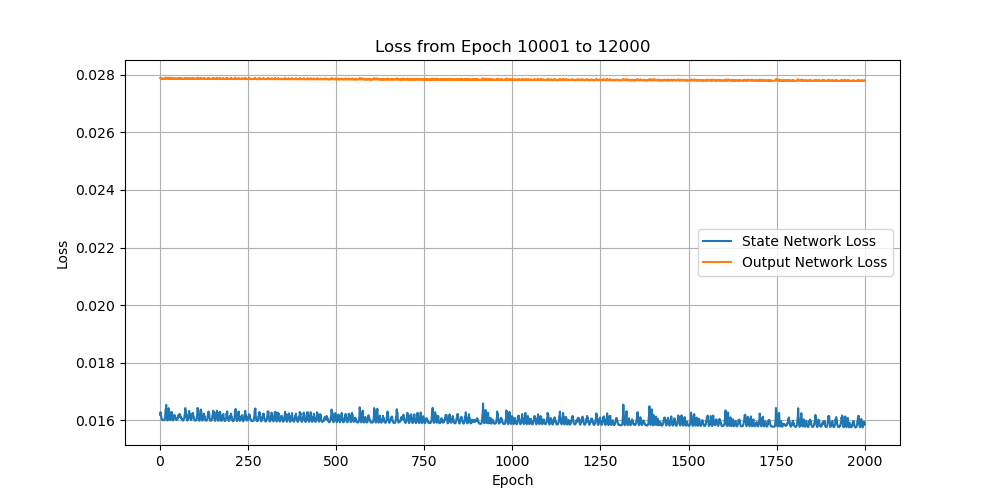 Loss from Epoch 10001 to 12000
Loss
0.028
0.026
0.024
0.022
0.020
0.018
0.016
State Network Loss
Output Network Loss
0 250 500 750 1000 1250 1500 1750 2000
Epoch